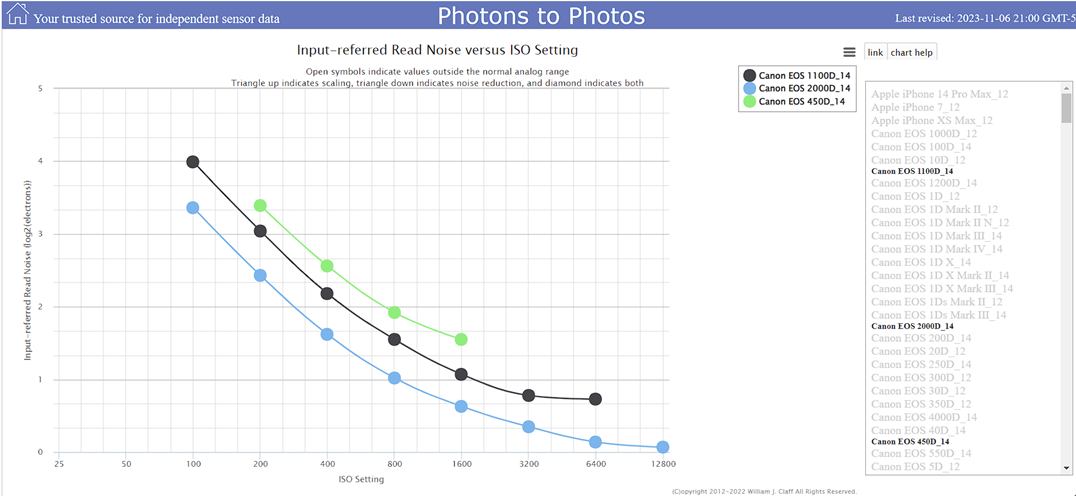 Your trusted source for independent sensor data
Photons to Photos
Last revised: 2023-11-06 21:00 GMT-5
Input-referred Read Noise versus ISO Setting
Open symbols indicate values outside the normal analog range
Triangle up indicates scaling, triangle down indicates noise reduction, and diamond indicates both
link
chart help
Canon EOS 1100D_14
Canon EOS 2000D_14
Canon EOS 450D_14
Input-referred Read Noise (log2(electrons))
5
4
3
2
1
0
25 50 100 200 400 800 1600 3200 6400 12800
ISO Setting
(C)opyright 2012-2022 William J. Claff All Rights Reserved.
Apple iPhone 14 Pro Max_12
Apple iPhone 7_12
Apple iPhone XS Max_12
Canon EOS 1000D_12
Canon EOS 100D_14
Canon EOS 10D_12
Canon EOS 1100D_14
Canon EOS 1200D_14
Canon EOS 1D_12
Canon EOS 1D Mark II_12
Canon EOS 1D Mark II N_12
Canon EOS 1D Mark III_14
Canon EOS 1D Mark IV_14
Canon EOS 1D X_14
Canon EOS 1D X Mark II_14
Canon EOS 1D X Mark III_14
Canon EOS 1Ds Mark II_12
Canon EOS 1Ds Mark III_14
Canon EOS 2000D_14
Canon EOS 200D_14
Canon EOS 20D_12
Canon EOS 250D_14
Canon EOS 300D_12
Canon EOS 30D_12
Canon EOS 350D_12
Canon EOS 4000D_14
Canon EOS 40D_14
Canon EOS 450D_14
Canon EOS 550D_14
Canon EOS 5D_12